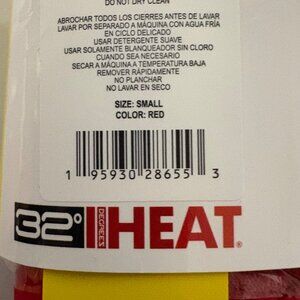 DO NOT DRY CLEAN
ABROCHAR TODOS LOS CIERRES ANTES DE LAVAR
LAVAR POR SEPARADO A MÁQUINA CON AGUA FRÍA
EN CICLO DELICADO
USAR DETERGENTE SUAVE
USAR SOLAMENTE BLANQUEADOR SIN CLORO
CUANDO SEA NECESARIO
SECAR A MÁQUINA A TEMPERATURA BAJA
REMOVER RÁPIDAMENTE
NO PLANCHAR
NO LAVAR EN SECO
SIZE: SMALL
COLOR: RED
1 95930 28655 3
32° DEGREES HEAT®